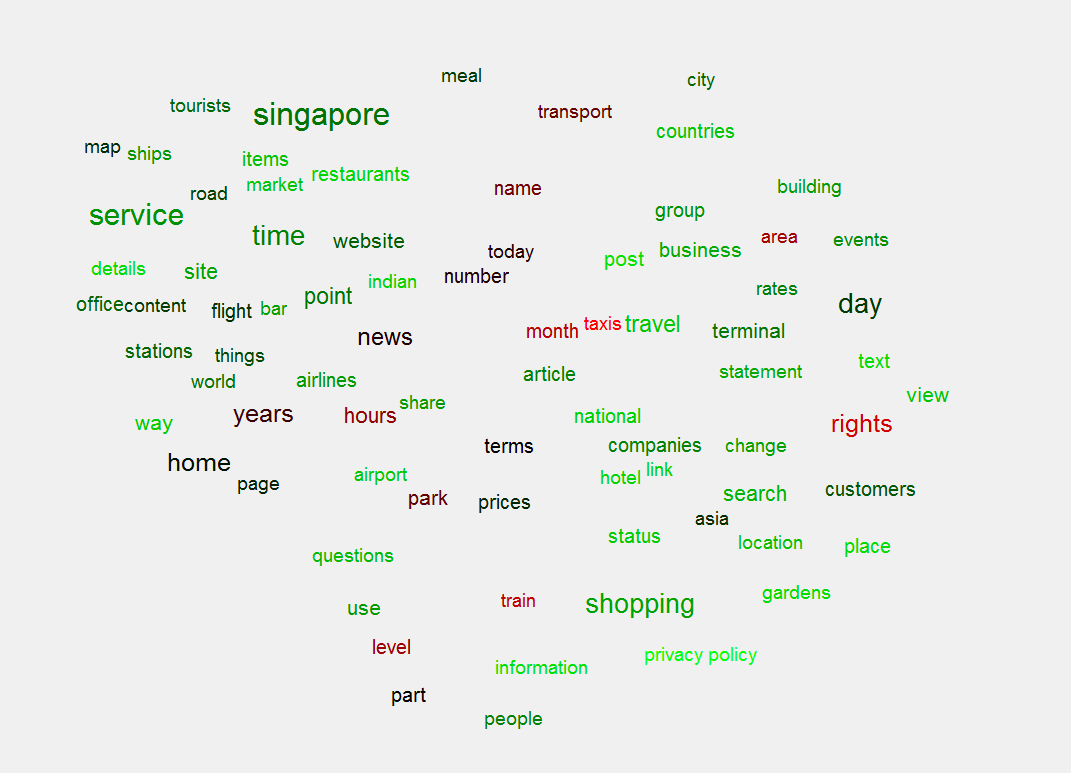 meal
city
tourists
singapore
transport
countries
map
ships
items
restaurants
market
road
name
building
service
group
time
website
today
post
business
area
events
details
site
indian
number
rates
office
content
flight
bar
point
day
news
month
taxis
travel
terminal
stations
things
article
statement
text
world
airlines
share
view
way
years
hours
national
rights
terms
companies
change
home
page
airport
hotel
link
park
prices
search
customers
asia
status
location
place
questions
use
train
shopping
gardens
level
information
privacy policy
part
people